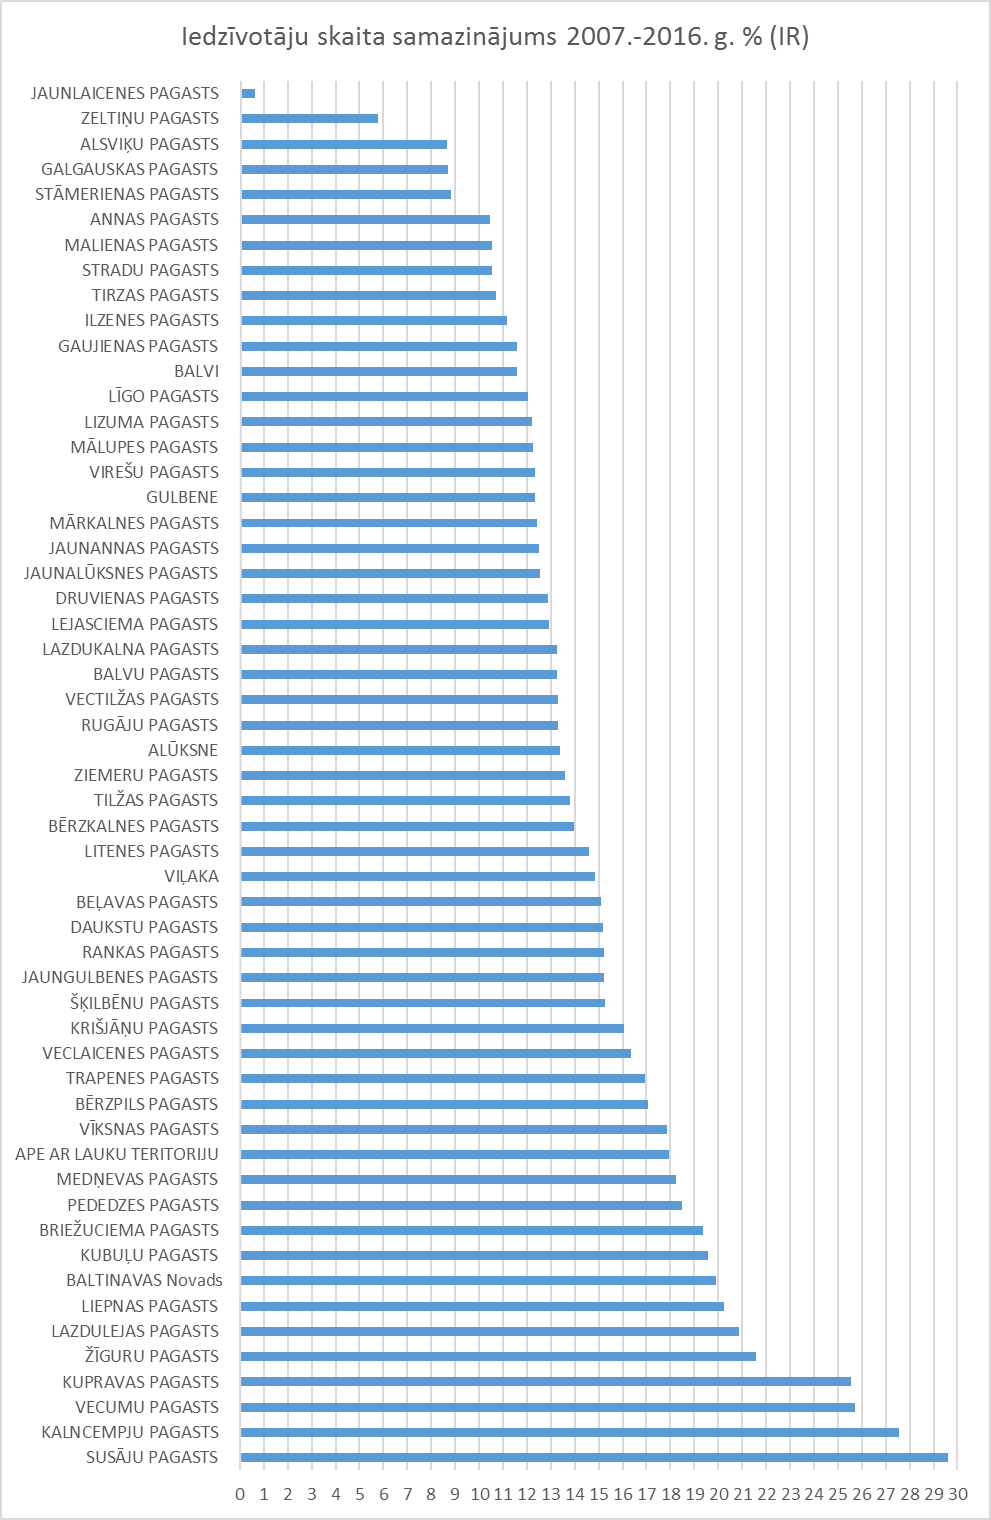 Iedzīvotāju skaita samazinājums 2007.-2016. g. % (IR)
JAUNLAICENES PAGASTS
ZELTIŅU PAGASTS
ALSVIĶU PAGASTS
GALGAUSKAS PAGASTS
STĀMERIENAS PAGASTS
ANNAS PAGASTS
MALIENAS PAGASTS
STRADU PAGASTS
TIRZAS PAGASTS
ILZENES PAGASTS
GAUJIENAS PAGASTS
BALVI
LĪGO PAGASTS
LIZUMA PAGASTS
MĀLUPES PAGASTS
VIREŠU PAGASTS
GULBENE
MĀRKALNES PAGASTS
JAUNANNAS PAGASTS
JAUNALŪKSNES PAGASTS
DRUVIENAS PAGASTS
LEJASCIEMA PAGASTS
LAZDUKALNA PAGASTS
BALVU PAGASTS
VECTILŽAS PAGASTS
RUGĀJU PAGASTS
ALŪKSNE
ZIEMERU PAGASTS
TILŽAS PAGASTS
BĒRZKALNES PAGASTS
LITENES PAGASTS
VIĻAKA
BEĻAVAS PAGASTS
DAUKSTU PAGASTS
RANKAS PAGASTS
JAUNGULBENES PAGASTS
ŠĶILBĒNU PAGASTS
KRIŠJĀŅU PAGASTS
VECLAICENES PAGASTS
TRAPENES PAGASTS
BĒRZPILS PAGASTS
VĪKSNAS PAGASTS
APE AR LAUKU TERITORIJU
MEDŅEVAS PAGASTS
PEDEDZES PAGASTS
BRIEŽUCIEMA PAGASTS
KUBUĻU PAGASTS
BALTINAVAS Novads
LIEPNAS PAGASTS
LAZDULEJAS PAGASTS
ŽĪGURU PAGASTS
KUPRAVAS PAGASTS
VECUMU PAGASTS
KALNCEMPJU PAGASTS
SUSĀJU PAGASTS
0 1 2 3 4 5 6 7 8 9 10 11 12 13 14 15 16 17 18 19 20 21 22 23 24 25 26 27 28 29 30